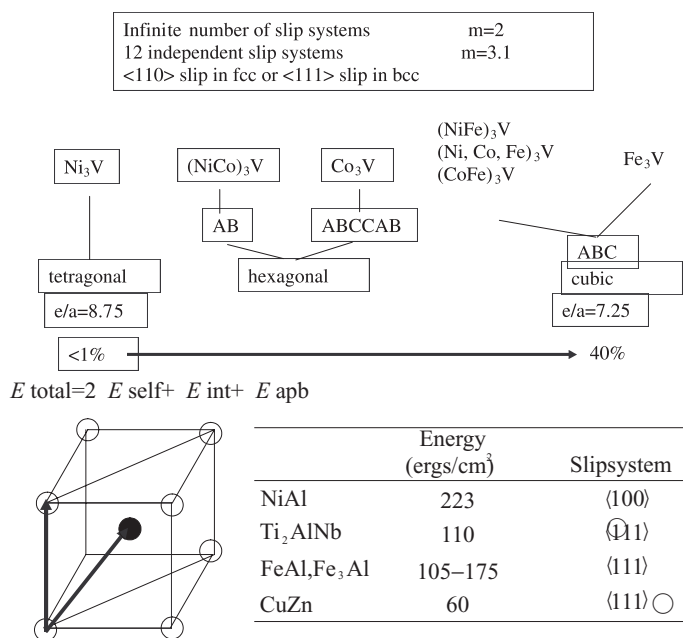 Infinite number of slip systems m=2
12 independent slip systems m=3.1
<110> slip in fcc or <111> slip in bcc
(NiFe)3V
(Ni, Co, Fe)3V
(CoFe)3V
Ni3V (NiCo)3V Co3V Fe3V
AB ABCCAB
ABC
tetragonal hexagonal cubic
e/a=8.75 e/a=7.25
<1% 40%
E total=2 E self+ E int+ E apb
Energy
(ergs/cm2) Slipsystem
NiAl 223 ⟨100⟩
Ti2AlNb 110 ⟨111⟩
FeAl,Fe3Al 105–175 ⟨111⟩
CuZn 60 ⟨111⟩